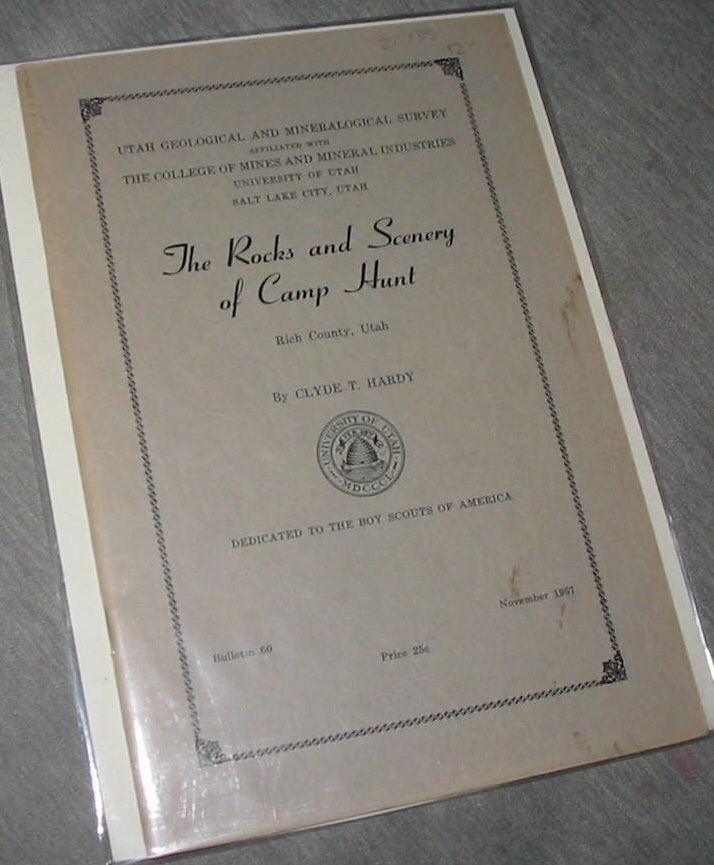 UTAH GEOLOGICAL AND MINERALOGICAL SURVEY
AFFILIATED WITH
THE COLLEGE OF MINES AND MINERAL INDUSTRIES
UNIVERSITY OF UTAH
SALT LAKE CITY, UTAH
The Rocks and Scenery
of Camp Hunt
Rich County, Utah
By CLYDE T. HARDY
UNIVERSITY OF UTAH
MDCCCL
DEDICATED TO THE BOY SCOUTS OF AMERICA
November 1957
Bulletin 60
Price 25c